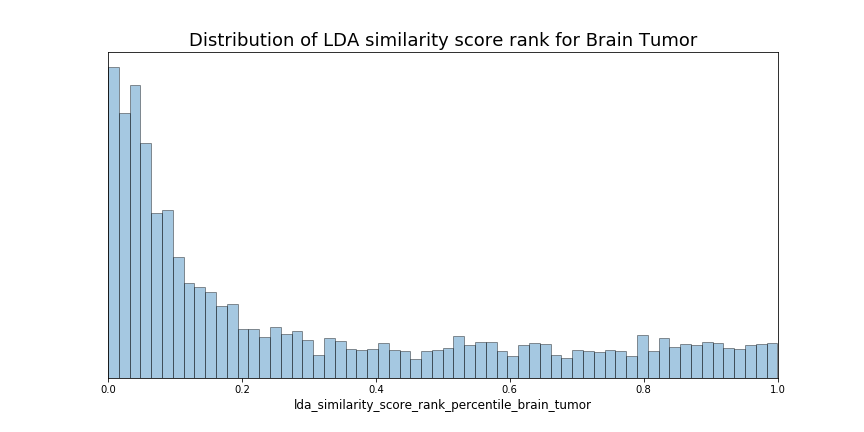 Distribution of LDA similarity score rank for Brain Tumor
0.0 0.2 0.4 0.6 0.8 1.0
lda_similarity_score_rank_percentile_brain_tumor